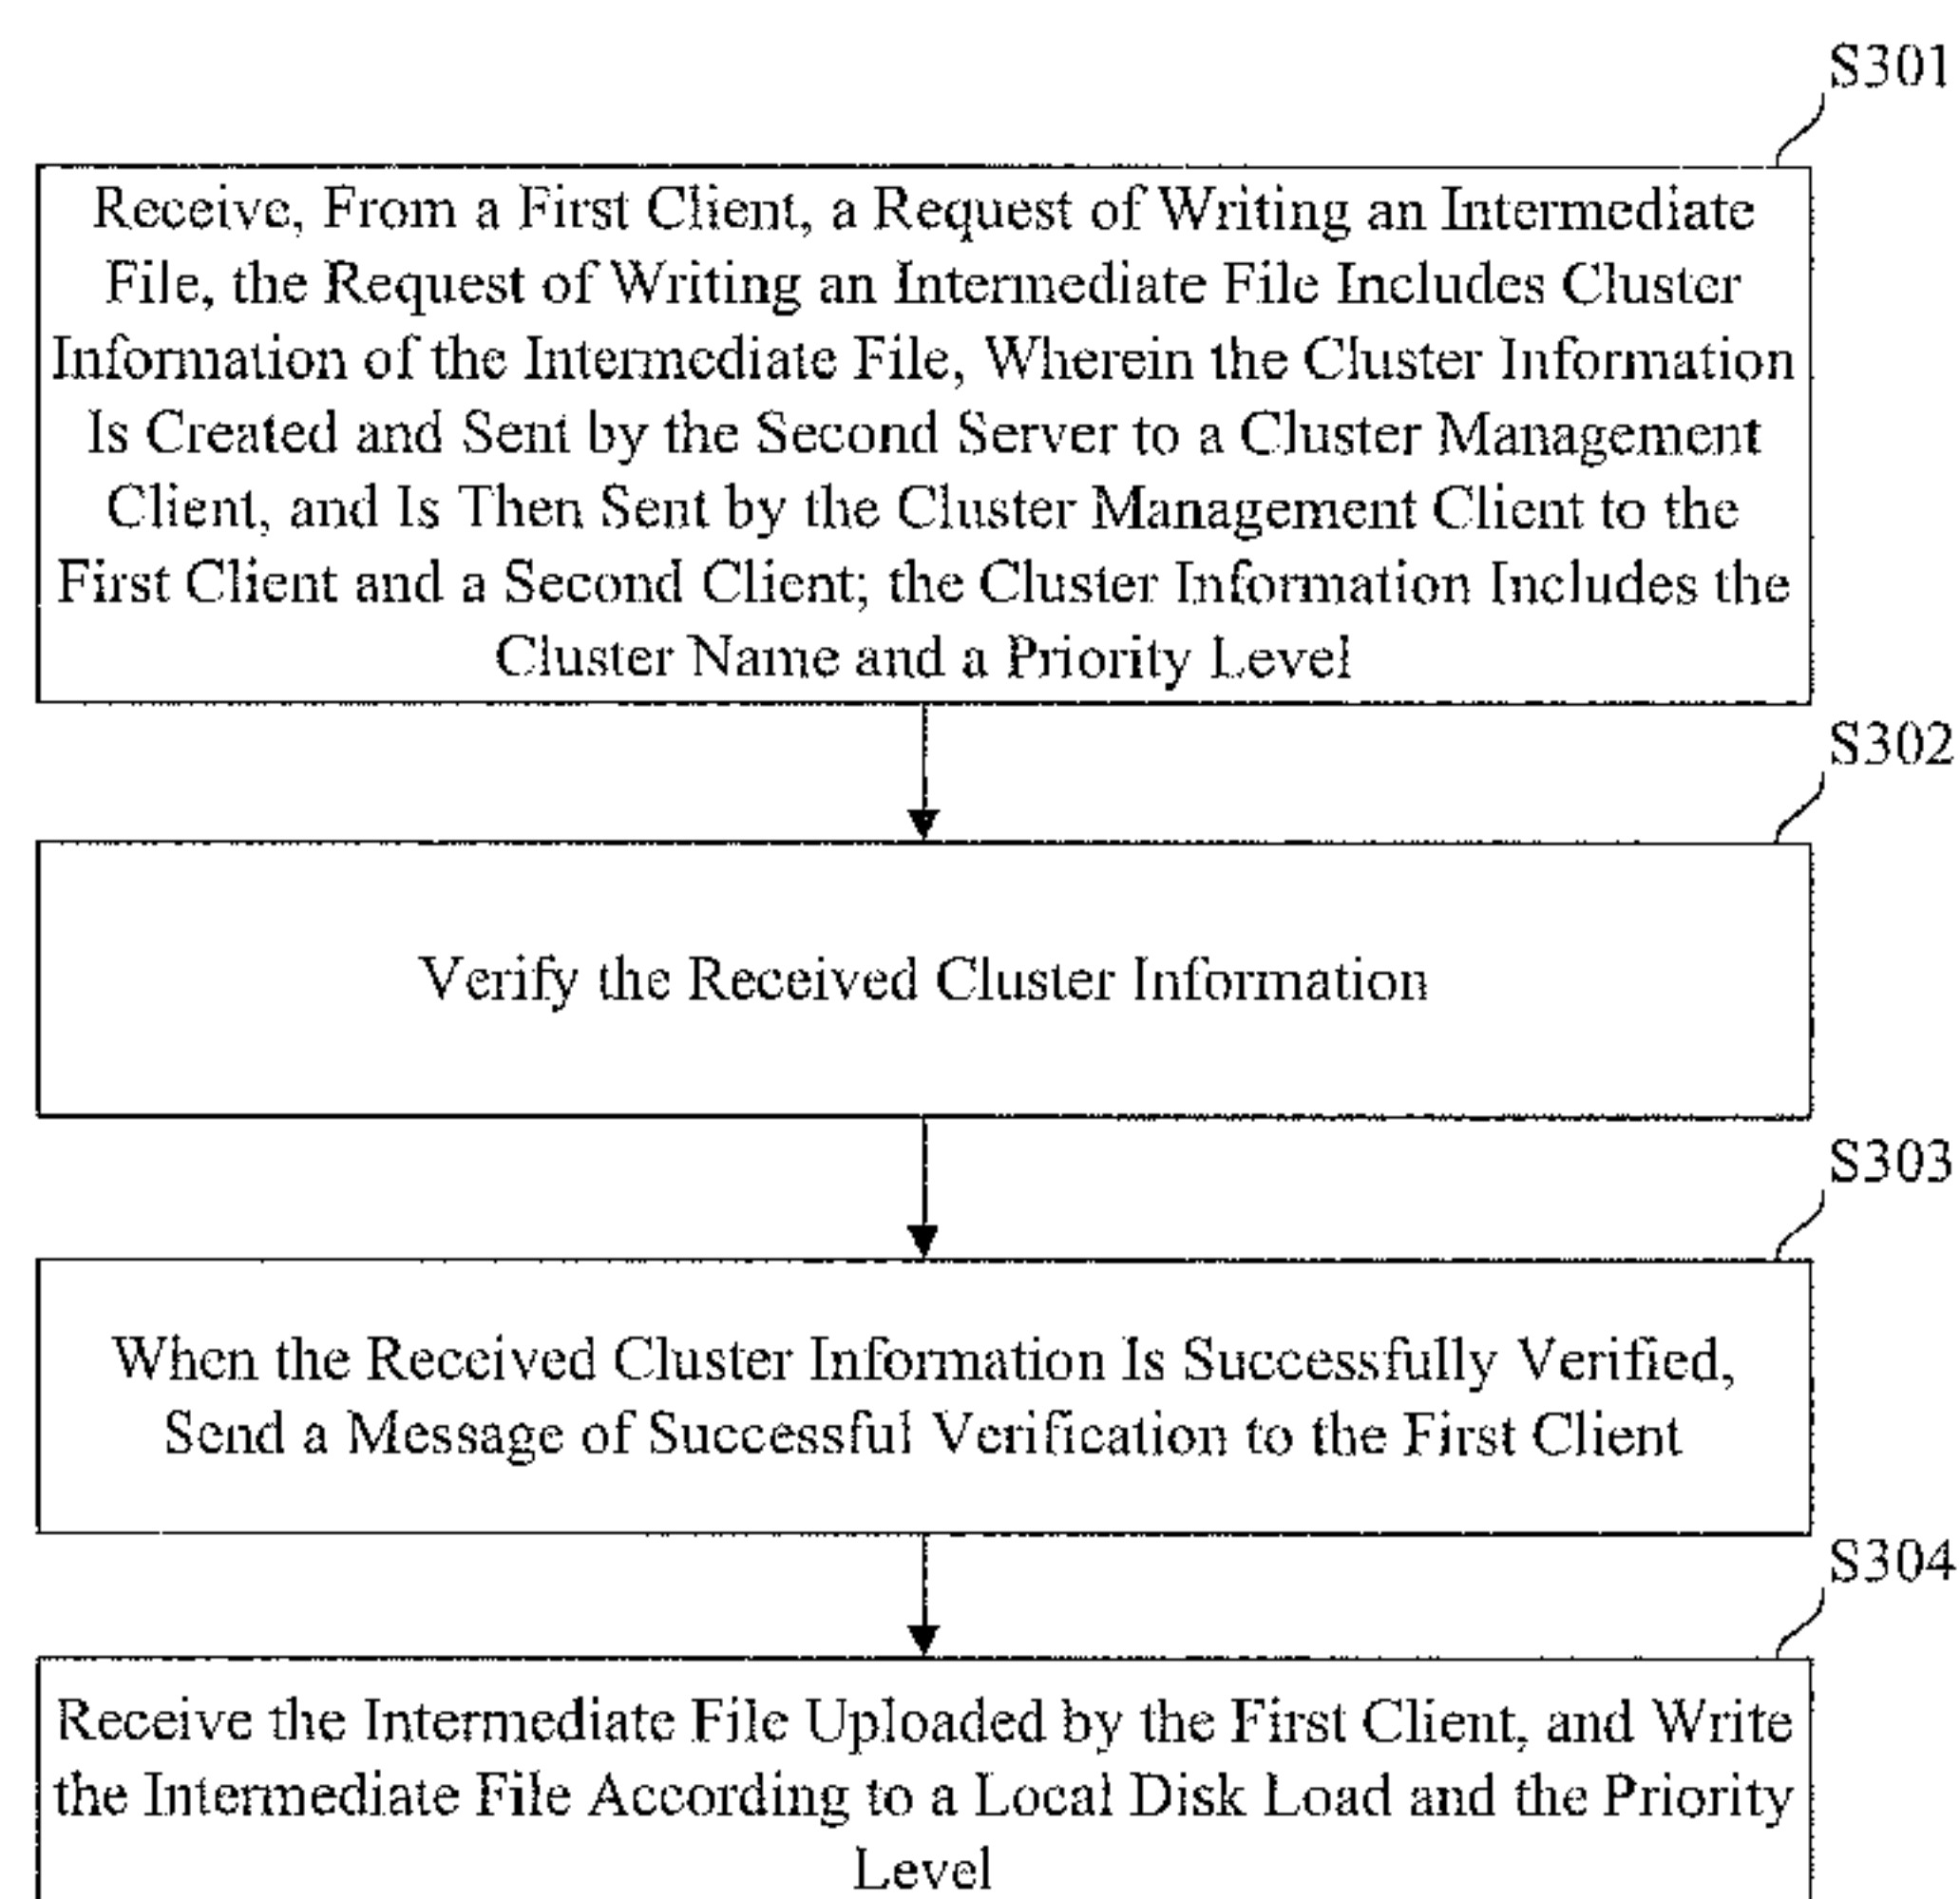 S301
Receive, From a First Client, a Request of Writing an Intermediate
File, the Request of Writing an Intermediate File Includes Cluster
Information of the Intermediate File, Wherein the Cluster Information
Is Created and Sent by the Second Server to a Cluster Management
Client, and Is Then Sent by the Cluster Management Client to the
First Client and a Second Client; the Cluster Information Includes the
Cluster Name and a Priority Level
S302
Verify the Received Cluster Information
S303
When the Received Cluster Information Is Successfully Verified,
Send a Message of Successful Verification to the First Client
S304
Receive the Intermediate File Uploaded by the First Client, and Write
the Intermediate File According to a Local Disk Load and the Priority
Level